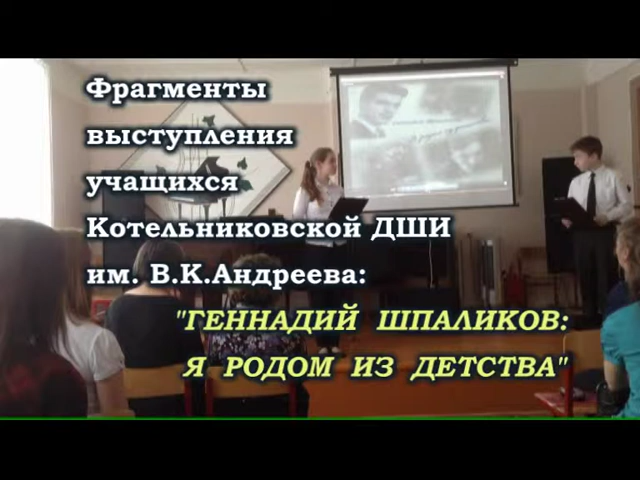 Фрагменты
выступления
учащихся
Котельниковской ДШИ
им. В.К.Андреева:
"ГЕННАДИЙ ШПАЛИКОВ:
Я РОДОМ ИЗ ДЕТСТВА"